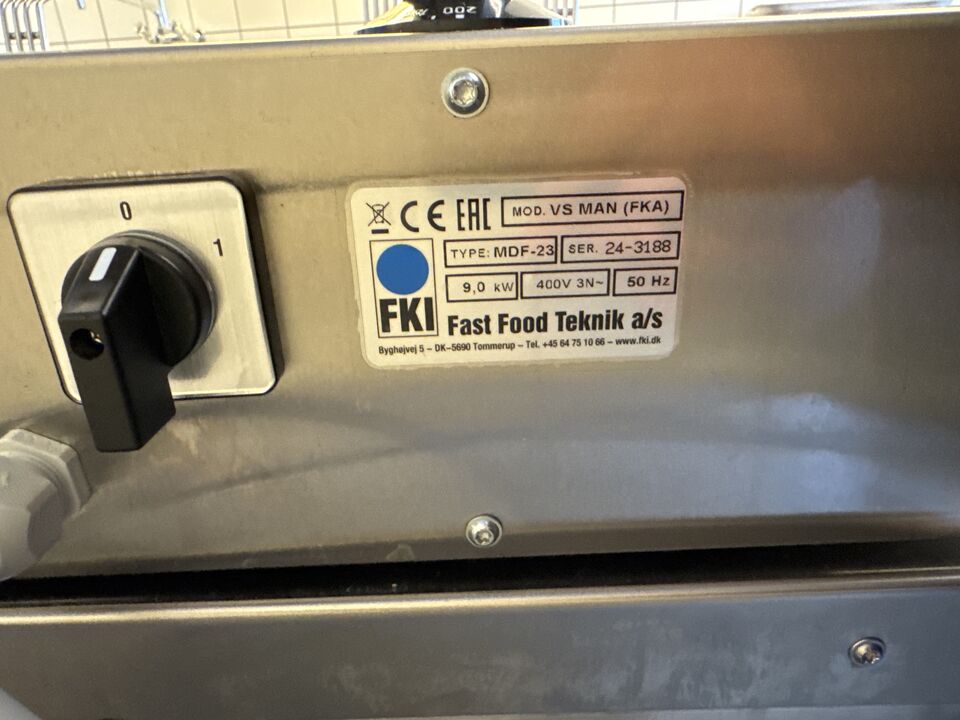 200
0
1
CE EAC MOD. VS MAN (FKA)
TYPE: MDF-23 SER. 24-3188
9,0 kW 400V 3N~ 50 Hz
FKI Fast Food Teknik a/s
Byghøjvej 5 – DK-5690 Tommerup – Tel. +45 64 75 10 66 – www.fki.dk